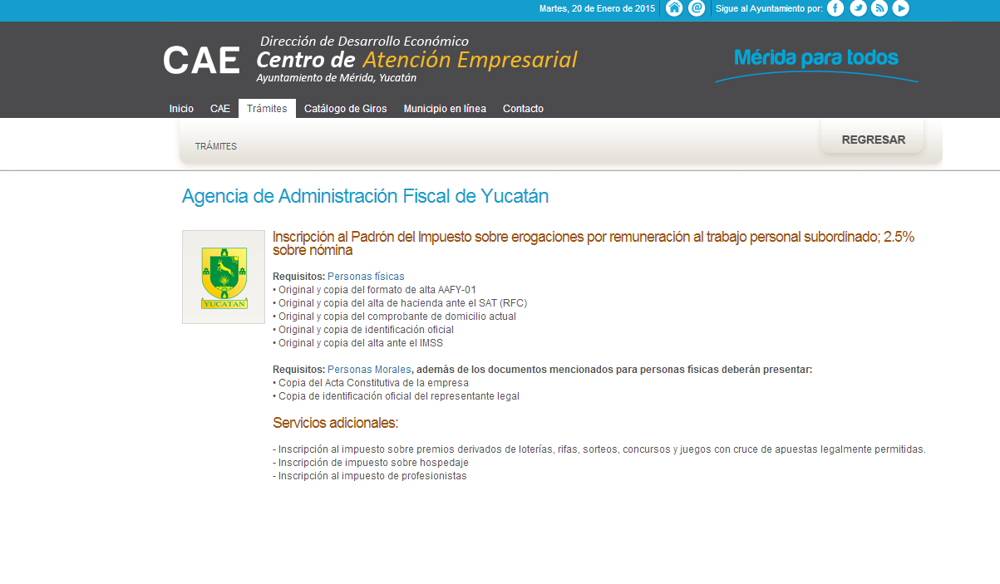 Martes, 20 de Enero de 2015
Sigue al Ayuntamiento por:
CAE
Dirección de Desarrollo Económico
Centro de Atención Empresarial
Ayuntamiento de Mérida, Yucatán
Mérida para todos
Inicio CAE Trámites Catálogo de Giros Municipio en línea Contacto
TRÁMITES
REGRESAR
Agencia de Administración Fiscal de Yucatán
YUCATAN
Inscripción al Padrón del Impuesto sobre erogaciones por remuneración al trabajo personal subordinado; 2.5%
sobre nómina
Requisitos: Personas físicas
• Original y copia del formato de alta AAFY-01
• Original y copia del alta de hacienda ante el SAT (RFC)
• Original y copia del comprobante de domicilio actual
• Original y copia de identificación oficial
• Original y copia del alta ante el IMSS
Requisitos: Personas Morales, además de los documentos mencionados para personas físicas deberán presentar:
• Copia del Acta Constitutiva de la empresa
• Copia de identificación oficial del representante legal
Servicios adicionales:
- Inscripción al impuesto sobre premios derivados de loterías, rifas, sorteos, concursos y juegos con cruce de apuestas legalmente permitidas.
- Inscripción de impuesto sobre hospedaje
- Inscripción al impuesto de profesionistas